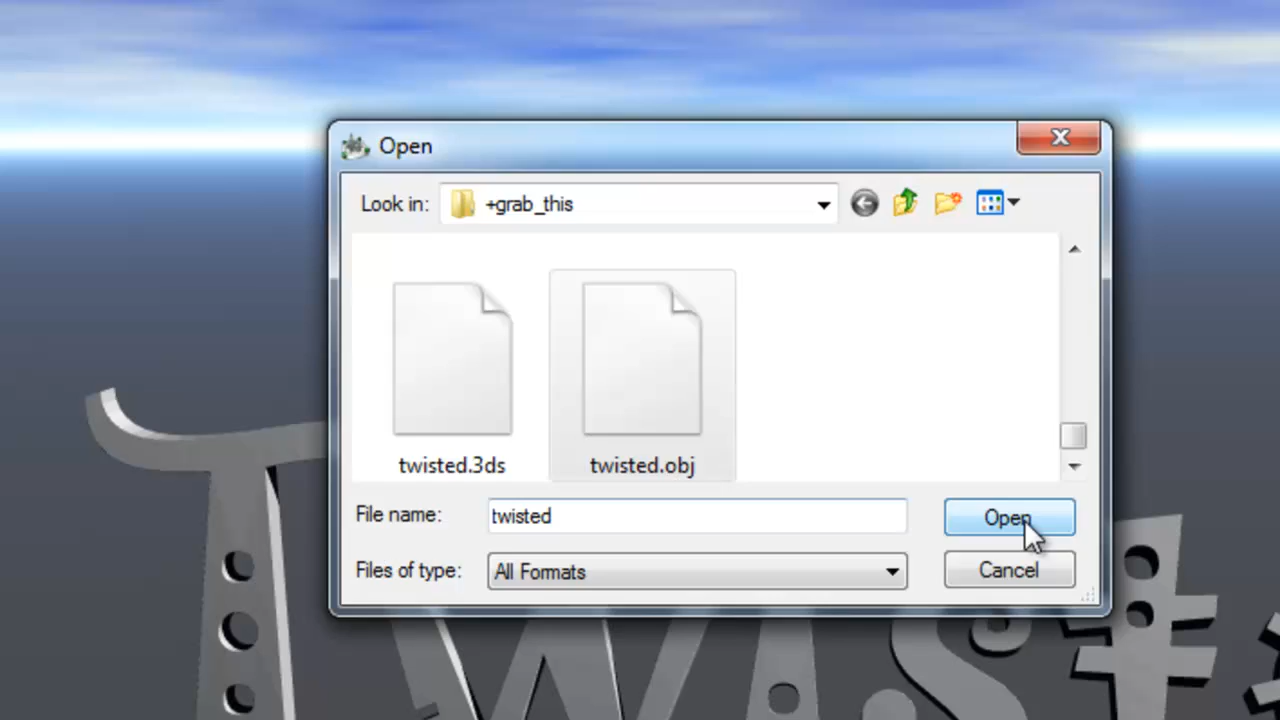 Open
Look in: +grab_this
twisted.3ds twisted.obj
File name: twisted Open
Files of type: All Formats Cancel